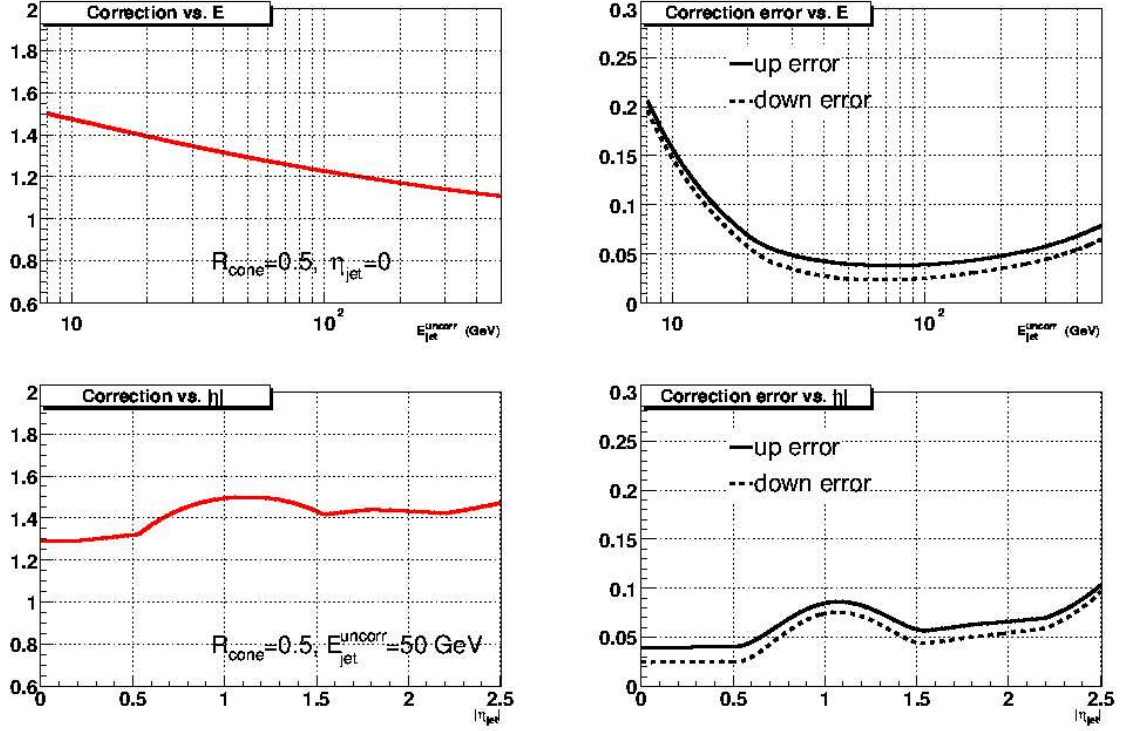 Correction vs. E
2
1.8
1.6
1.4
1.2
1
0.8
0.6
R_cone=0.5, η_jet=0
10
10²
E_jet^uncorr (GeV)
Correction error vs. E
0.3
0.25
0.2
0.15
0.1
0.05
0
up error
down error
10
10²
E_jet^uncorr (GeV)
Correction vs. |η|
2
1.8
1.6
1.4
1.2
1
0.8
0.6
R_cone=0.5, E_jet^uncorr=50 GeV
0 0.5 1 1.5 2 2.5
|η_jet|
Correction error vs. |η|
0.3
0.25
0.2
0.15
0.1
0.05
0
up error
down error
0 0.5 1 1.5 2 2.5
|η_jet|